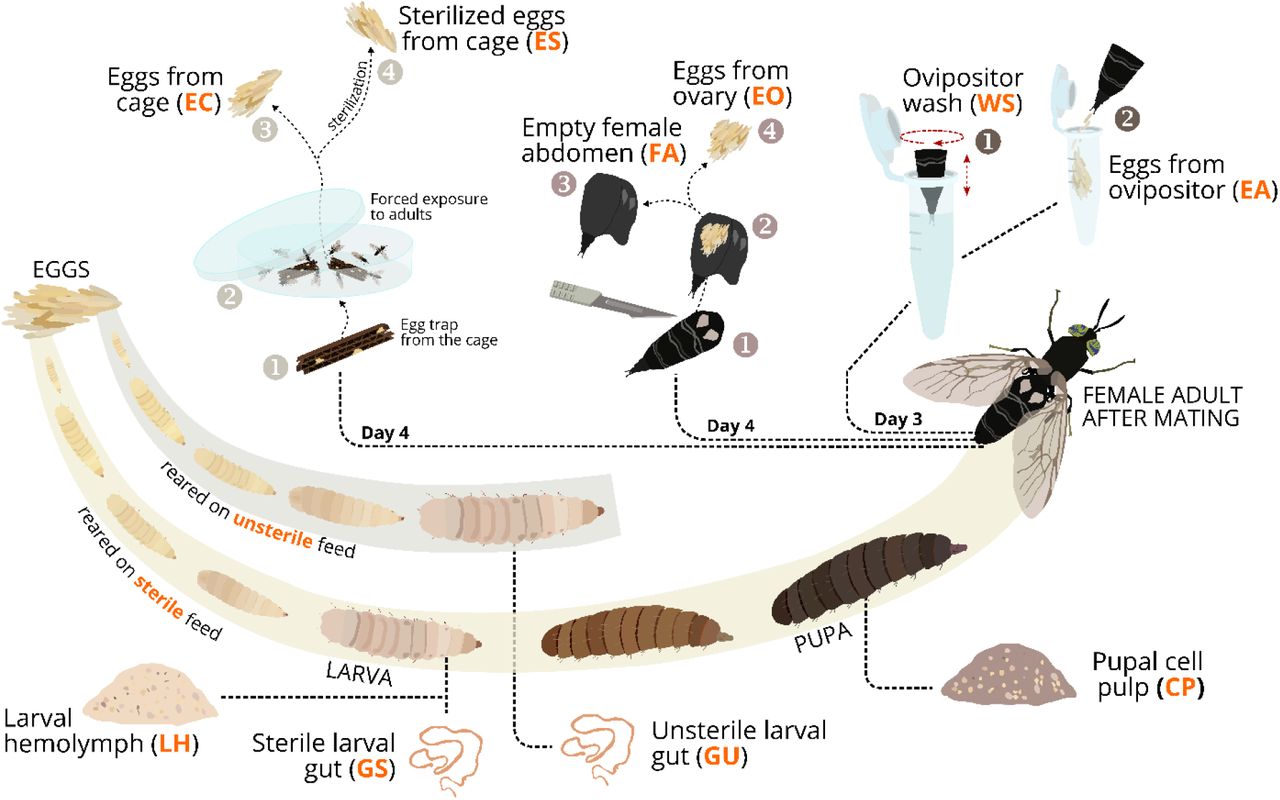 Sterilized eggs
from cage (ES)
4
sterilization
Eggs from
cage (EC)
3
Forced exposure
to adults
2
Egg trap
from the cage
1
Day 4
Eggs from
ovary (EO)
4
Empty female
abdomen (FA)
3
2
1
Day 4
Ovipositor
wash (WS)
1
2
Eggs from
ovipositor (EA)
Day 3
FEMALE ADULT
AFTER MATING
EGGS
reared on unsterile feed
reared on sterile feed
LARVA
PUPA
Larval
hemolymph (LH)
Sterile larval
gut (GS)
Unsterile larval
gut (GU)
Pupal cell
pulp (CP)